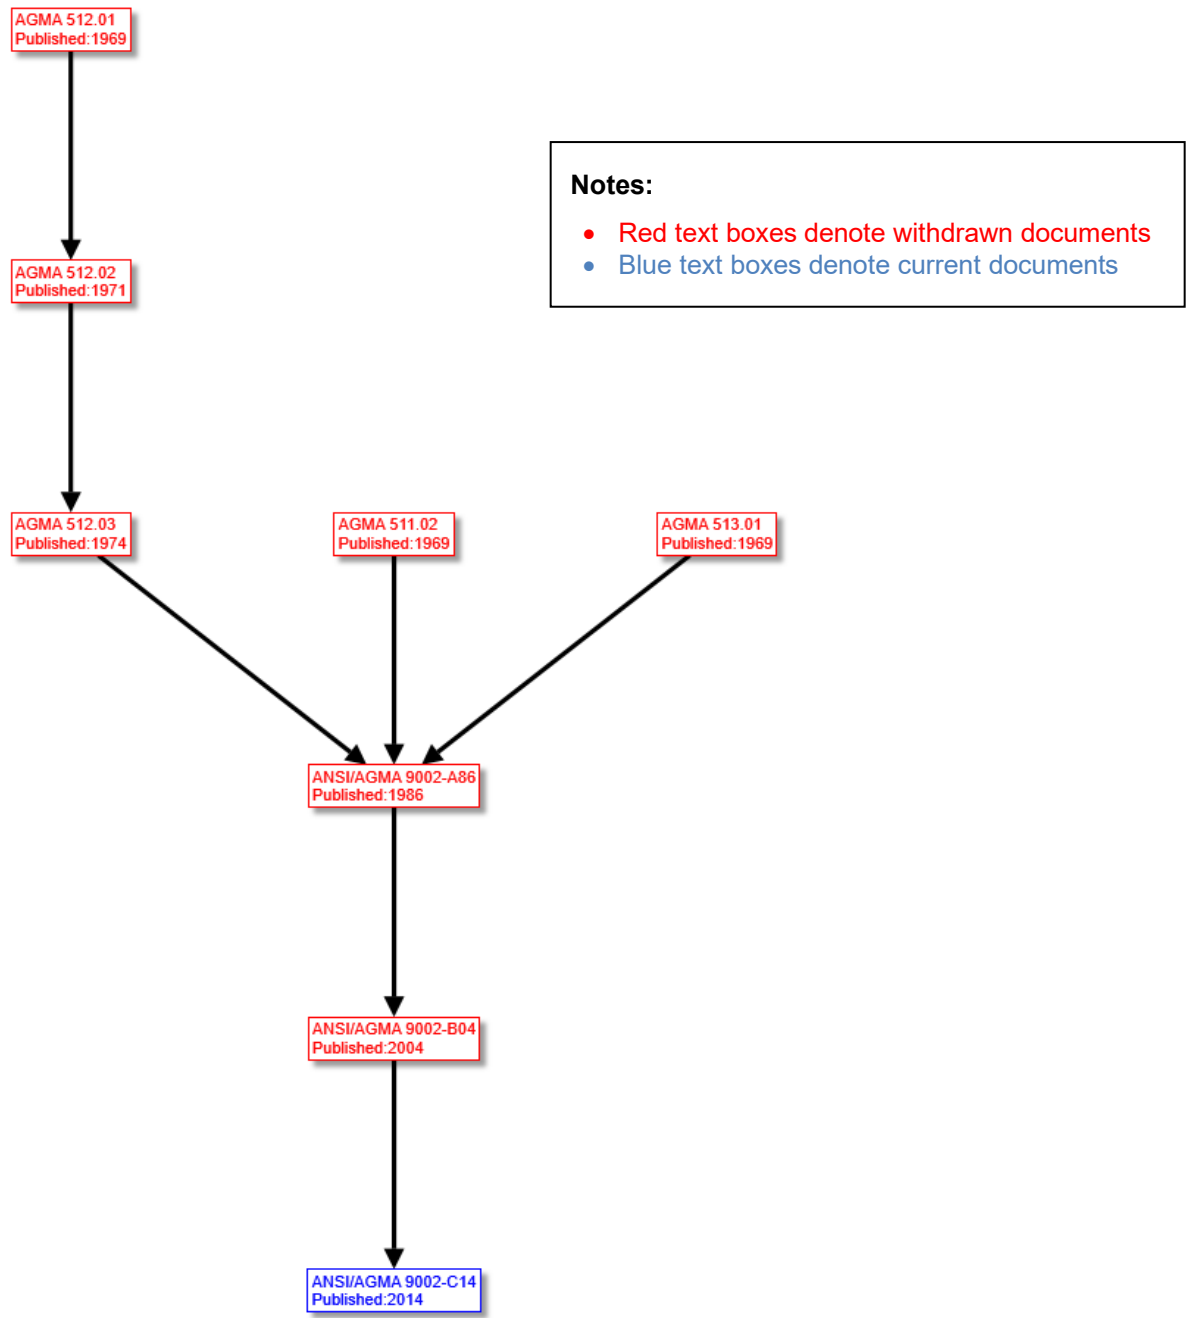 AGMA 512.01
Published:1969
Notes:
• Red text boxes denote withdrawn documents
• Blue text boxes denote current documents
AGMA 512.02
Published:1971
AGMA 512.03
Published:1974
AGMA 511.02
Published:1969
AGMA 513.01
Published:1969
ANSI/AGMA 9002-A86
Published:1986
ANSI/AGMA 9002-B04
Published:2004
ANSI/AGMA 9002-C14
Published:2014